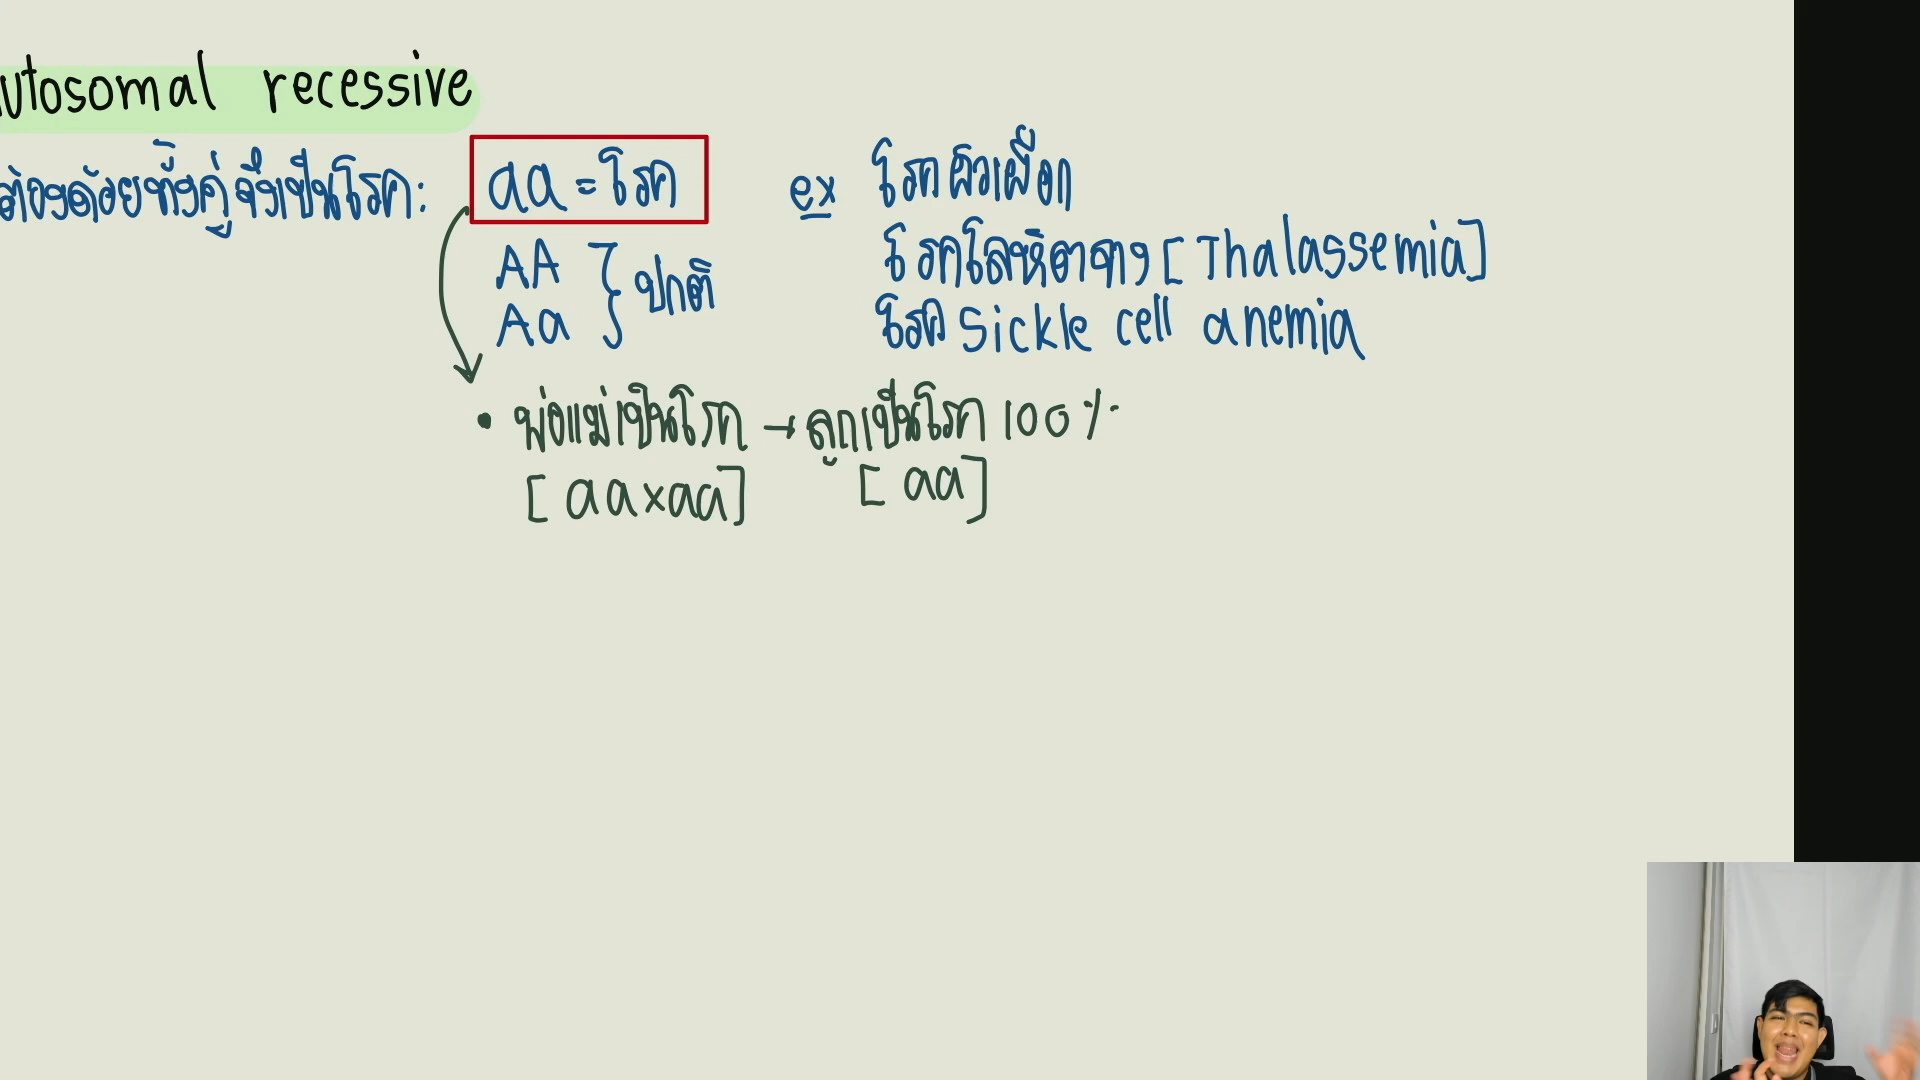 utosomal recessive
ต้องด้อยทั้งคู่จึงเป็นโรค: aa = โรค
AA
Aa } ปกติ
ex โรคผิวเผือก
โรคโลหิตจาง [Thalassemia]
โรค Sickle cell anemia
• พ่อแม่เป็นโรค → ลูกเป็นโรค 100%
[aa x aa] [aa]